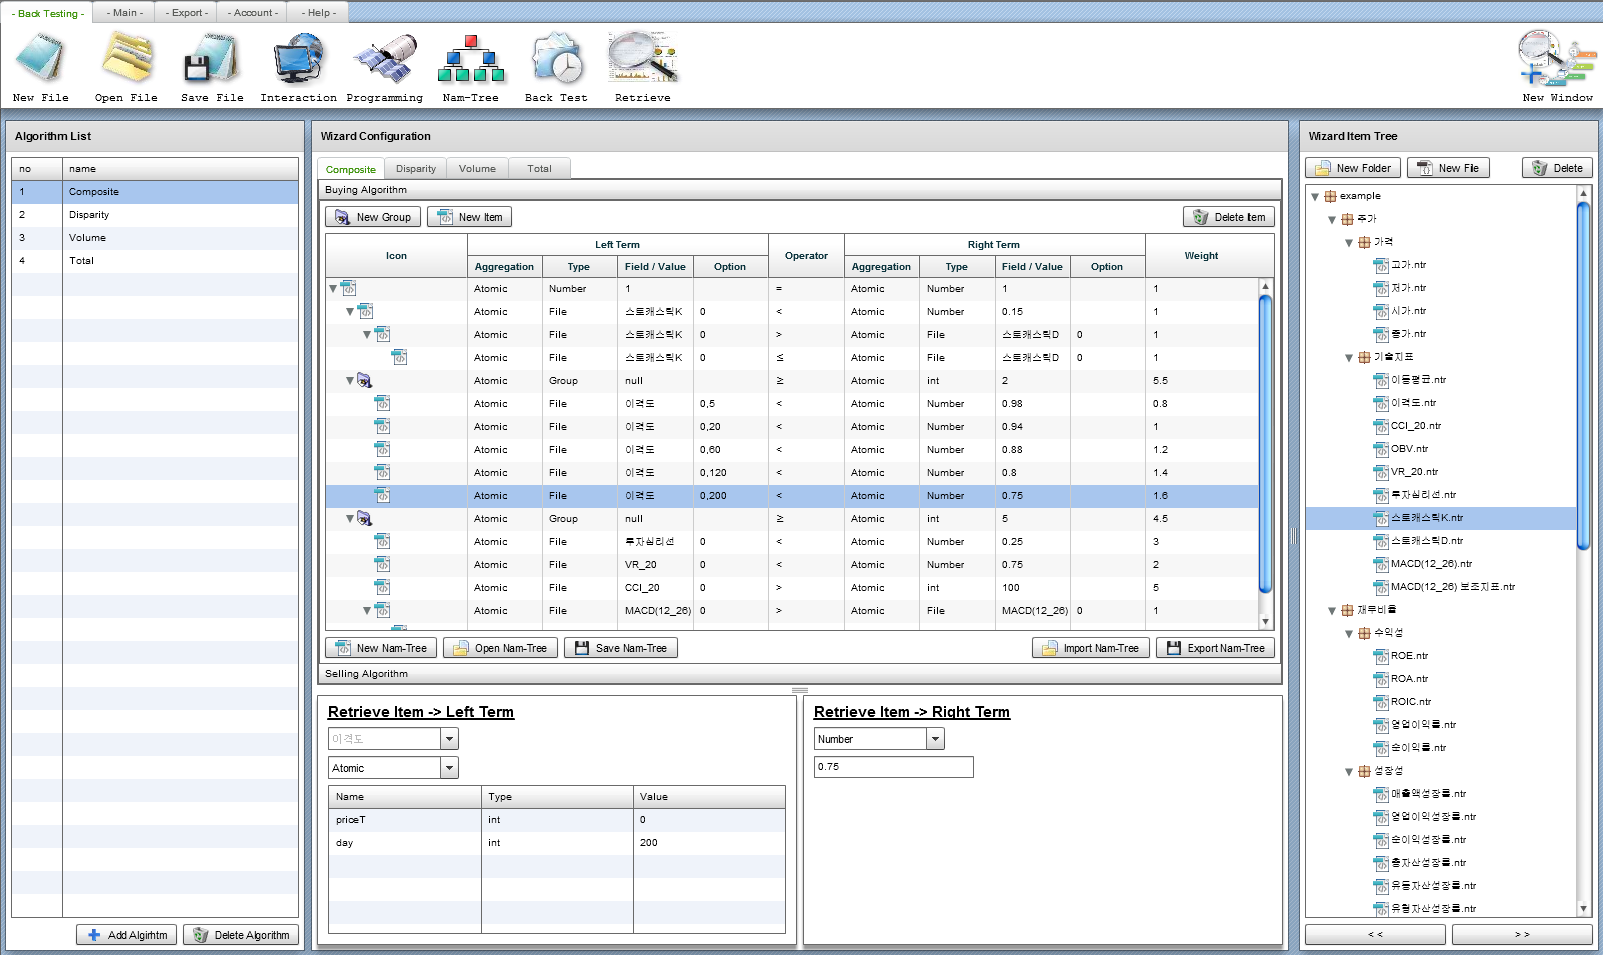 - Back Testing -
- Main -
- Export -
- Account -
- Help -
New File
Open File
Save File
Interaction
Programming
Nam-Tree
Back Test
Retrieve
New Window
Algorithm List
no name
1 Composite
2 Disparity
3 Volume
4 Total
Add Algirhtm
Delete Algorithm
Wizard Configuration
Composite
Disparity
Volume
Total
Buying Algorithm
New Group
New Item
Delete Item
Icon Left Term Operator Right Term Weight
Aggregation Type Field / Value Option Aggregation Type Field / Value Option
Atomic Number 1 = Atomic Number 1 1
Atomic File 스트캐스틱K 0 < Atomic Number 0.15 1
Atomic File 스트캐스틱K 0 > Atomic File 스트캐스틱D 0 1
Atomic File 스트캐스틱K 0 ≤ Atomic File 스트캐스틱D 0 1
Atomic Group null ≥ Atomic int 2 5.5
Atomic File 이격도 0,5 < Atomic Number 0.98 0.8
Atomic File 이격도 0,20 < Atomic Number 0.94 1
Atomic File 이격도 0,60 < Atomic Number 0.88 1.2
Atomic File 이격도 0,120 < Atomic Number 0.8 1.4
Atomic File 이격도 0,200 < Atomic Number 0.75 1.6
Atomic Group null ≥ Atomic int 5 4.5
Atomic File 투자심리선 0 < Atomic Number 0.25 3
Atomic File VR_20 0 < Atomic Number 0.75 2
Atomic File CCI_20 0 > Atomic int 100 5
Atomic File MACD(12_26) 0 > Atomic File MACD(12_26) 0 1
New Nam-Tree
Open Nam-Tree
Save Nam-Tree
Import Nam-Tree
Export Nam-Tree
Selling Algorithm
Retrieve Item -> Left Term
이격도
Atomic
Name Type Value
priceT int 0
day int 200
Retrieve Item -> Right Term
Number
0.75
Wizard Item Tree
New Folder
New File
Delete
example
주가
가격
고가.ntr
저가.ntr
시가.ntr
종가.ntr
기술지표
이동평균.ntr
이격도.ntr
CCI_20.ntr
OBV.ntr
VR_20.ntr
투자심리선.ntr
스트캐스틱K.ntr
스트캐스틱D.ntr
MACD(12_26).ntr
MACD(12_26) 보조지표.ntr
재무비율
수익성
ROE.ntr
ROA.ntr
ROIC.ntr
영업이익률.ntr
순이익률.ntr
성장성
매출액성장률.ntr
영업이익성장률.ntr
순이익성장률.ntr
총자산성장률.ntr
유동자산성장률.ntr
유형자산성장률.ntr
< <
> >